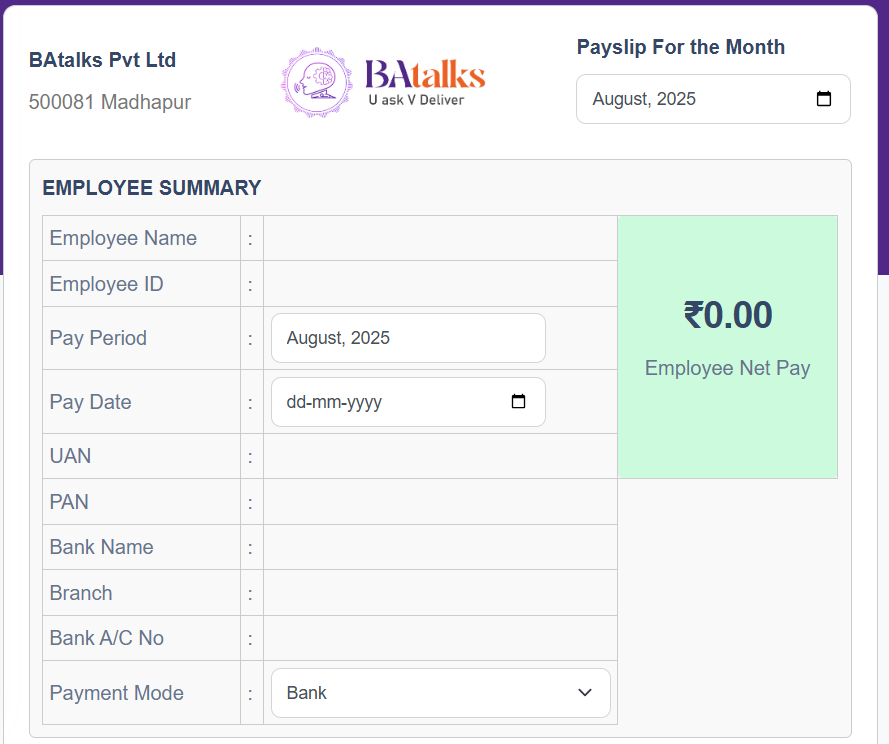 BAtalks Pvt Ltd
500081 Madhapur
BAtalks
U ask V Deliver
Payslip For the Month
August, 2025
EMPLOYEE SUMMARY
Employee Name :
Employee ID :
Pay Period : August, 2025
Pay Date : dd-mm-yyyy
UAN :
PAN :
Bank Name :
Branch :
Bank A/C No :
Payment Mode : Bank
₹0.00
Employee Net Pay